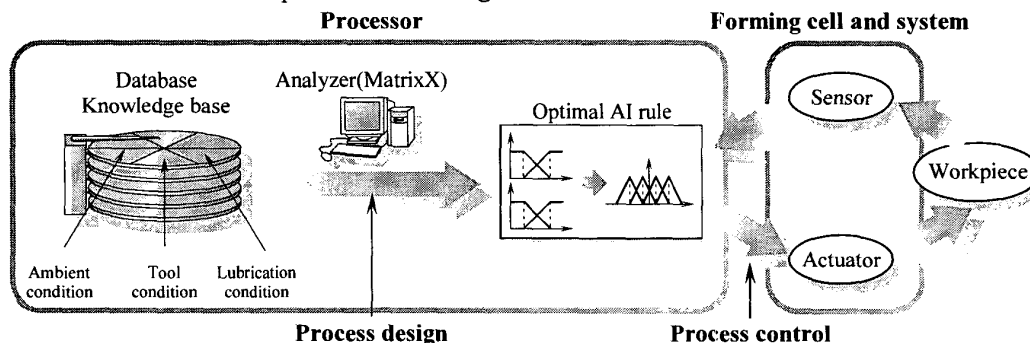 Processor
Forming cell and system
Database
Knowledge base
Analyzer(MatrixX)
Optimal AI rule
Sensor
Workpiece
Actuator
Ambient condition
Tool condition
Lubrication condition
Process design
Process control